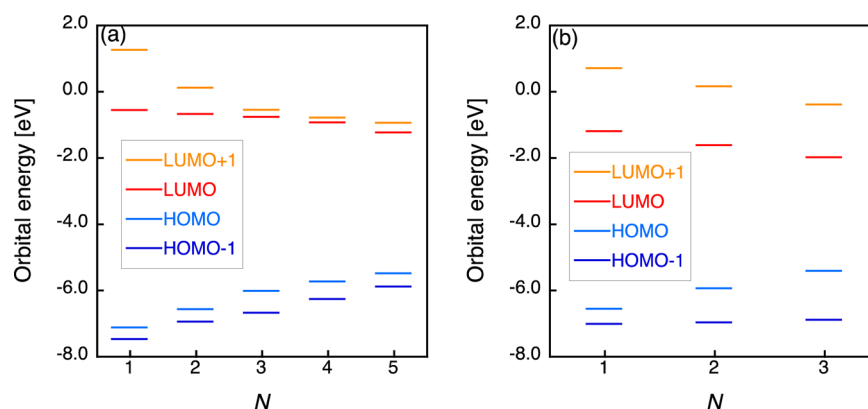 (a)
2.0
0.0
-2.0
-4.0
-6.0
-8.0
Orbital energy [eV]
LUMO+1
LUMO
HOMO
HOMO-1
1 2 3 4 5
N
(b)
2.0
0.0
-2.0
-4.0
-6.0
-8.0
Orbital energy [eV]
LUMO+1
LUMO
HOMO
HOMO-1
1 2 3
N